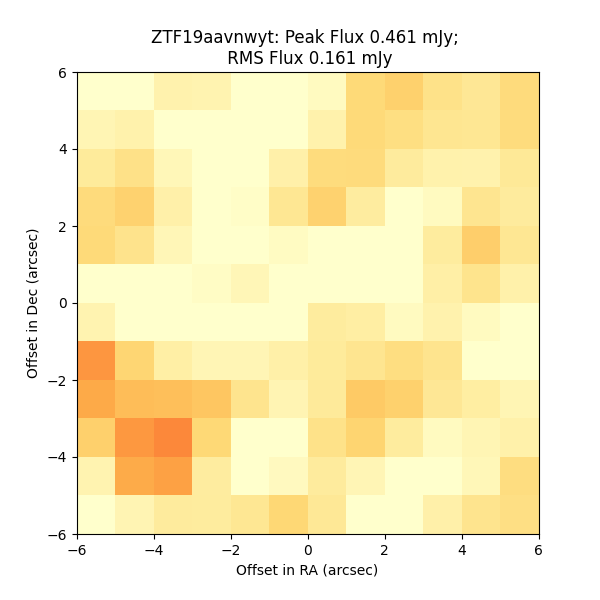 ZTF19aavnwyt: Peak Flux 0.461 mJy;
RMS Flux 0.161 mJy
6
4
2
0
−2
−4
−6
Offset in Dec (arcsec)
−6 −4 −2 0 2 4 6
Offset in RA (arcsec)